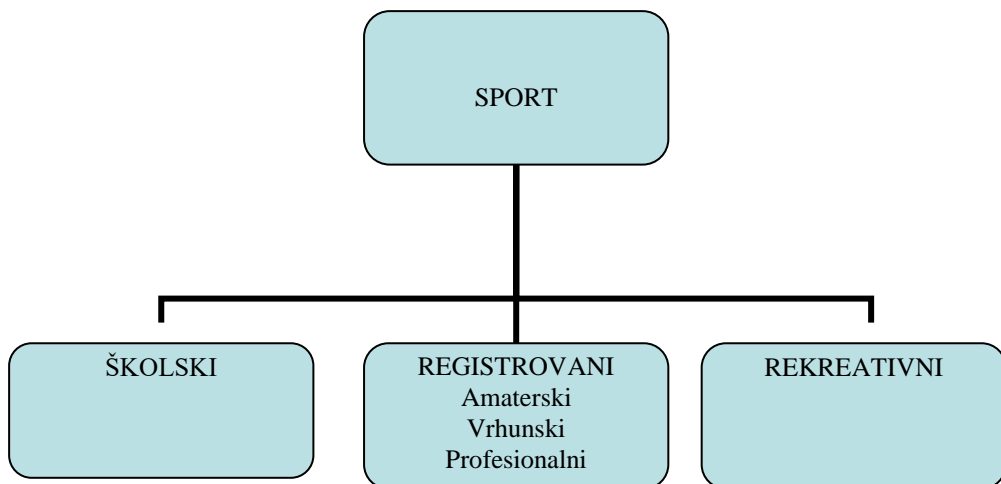 SPORT
ŠKOLSKI
REGISTROVANI
Amaterski
Vrhunski
Profesionalni
REKREATIVNI